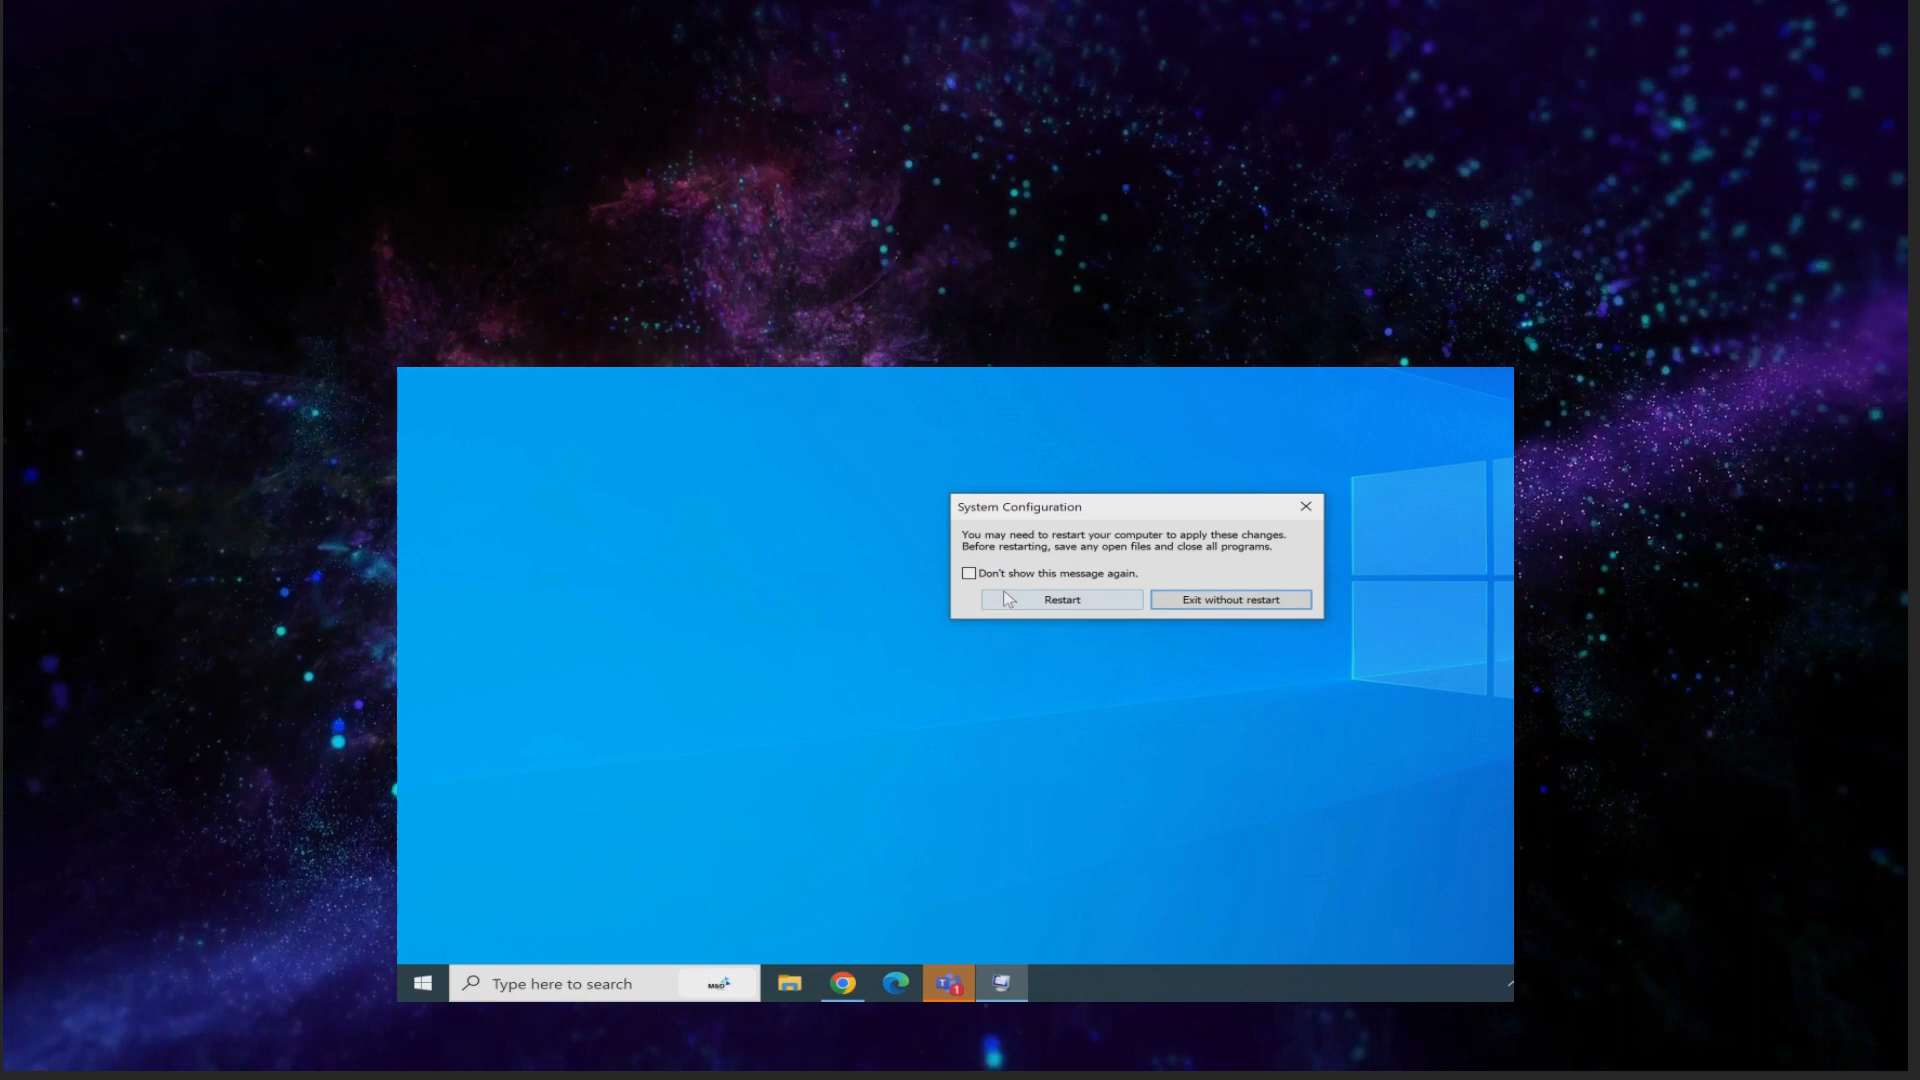 System Configuration
You may need to restart your computer to apply these changes.
Before restarting, save any open files and close all programs.
Don't show this message again.
Restart
Exit without restart
Type here to search
M&D
1